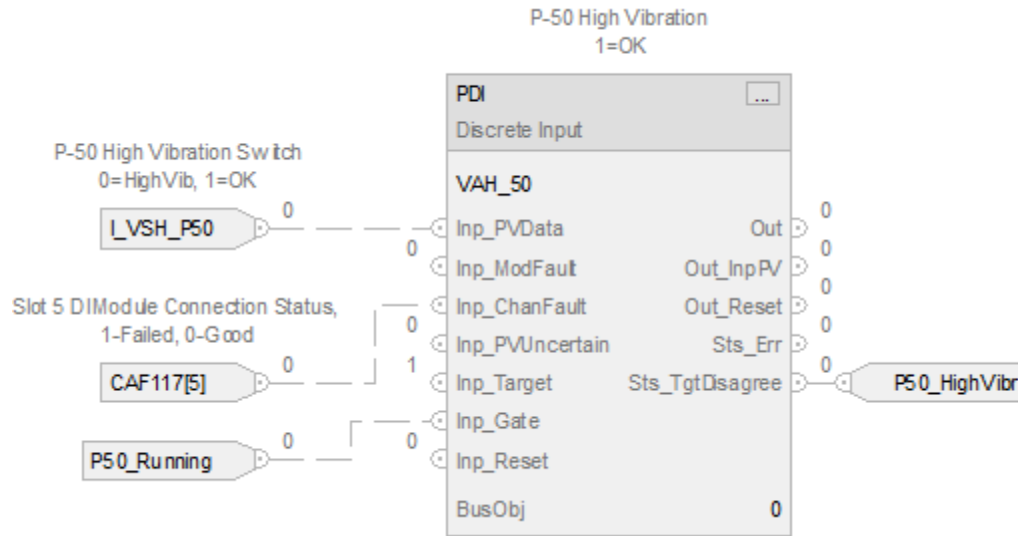 P-50 High Vibration
1=OK
PDI
...
Discrete Input
P-50 High Vibration Switch
0=HighVib, 1=OK
VAH_50
I_VSH_P50
0
Inp_PVData
Out
0
0
Inp_ModFault
Out_InpPV
0
Slot 5 DIModule Connection Status,
1-Failed, 0-Good
Inp_ChanFault
Out_Reset
0
0
Inp_PVUncertain
Sts_Err
0
CAF117[5]
0
1
Inp_Target
Sts_TgtDisagree
0
P50_HighVibr
Inp_Gate
P50_Running
0
0
Inp_Reset
BusObj
0